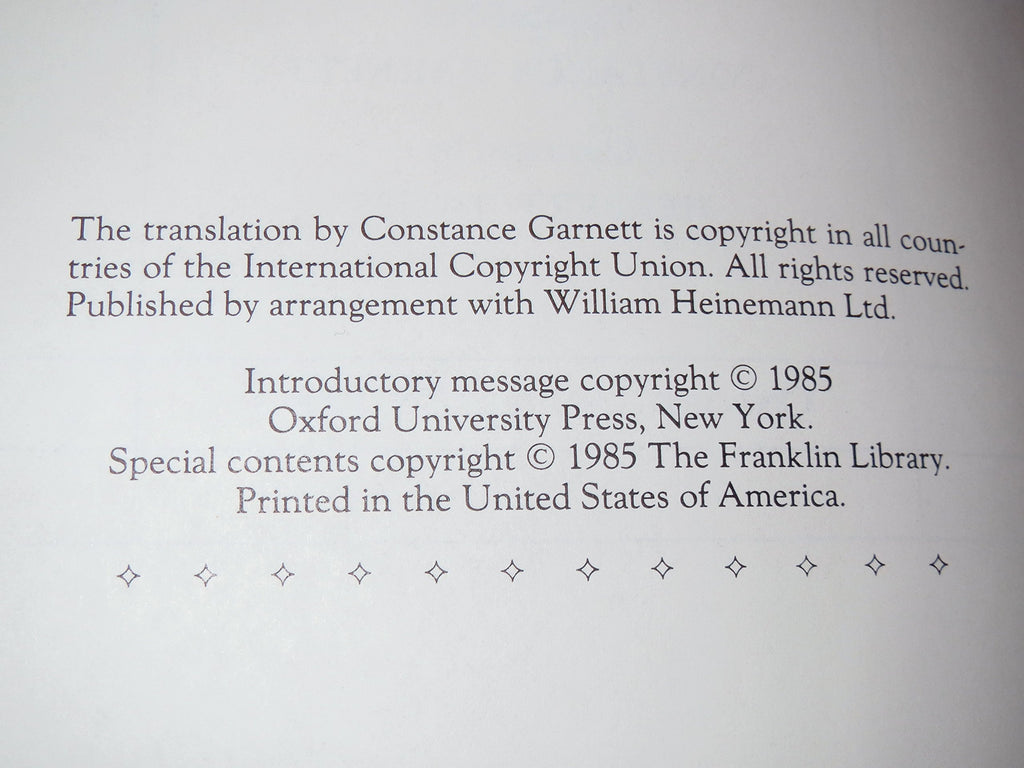 The translation by Constance Garnett is copyright in all coun-
tries of the International Copyright Union. All rights reserved.
Published by arrangement with William Heinemann Ltd.
Introductory message copyright © 1985
Oxford University Press, New York.
Special contents copyright © 1985 The Franklin Library.
Printed in the United States of America.